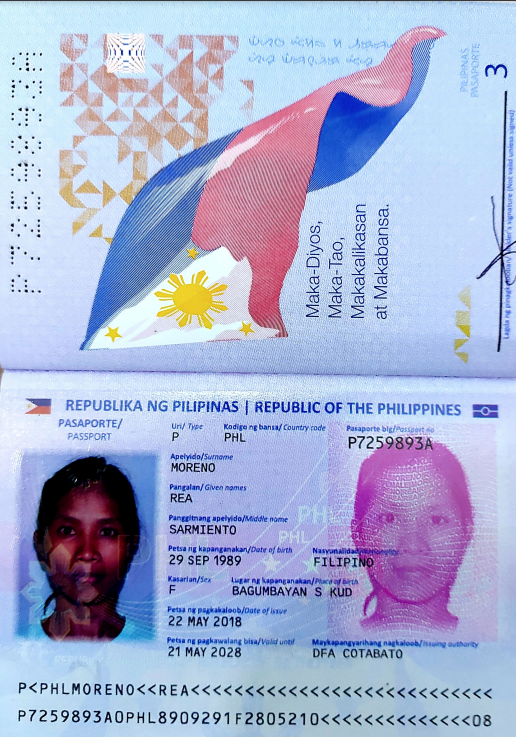 P7259893A
PILIPINAS
PASAPORTE
3
Maka-Diyos,
Maka-Tao,
Makakalikasan
at Makabansa.
REPUBLIKA NG PILIPINAS | REPUBLIC OF THE PHILIPPINES
PASAPORTE/
PASSPORT
Uri/ Type
Kodigo ng bansa/ Country code
Pasaporte blg/Passport no
P
PHL
P7259893A
Apelyido/Surname
MORENO
Pangalan/ Given names
REA
Panggitnang apelyido/Middle name
SARMIENTO
Petsa ng kapanganakan/Date of birth
Nasyunalidad/Nationality
29 SEP 1989
FILIPINO
Kasarian/Sex
Lugar ng kapanganakan/Place of birth
F
BAGUMBAYAN S KUD
Petsa ng pagkakaloob/Date of issue
22 MAY 2018
Petsa ng pagkawalang bisa/Valid until
Maykapangyarihang nagkaloob/Issuing authority
21 MAY 2028
DFA COTABATO
P<PHLMORENO<<REA<<<<<<<<<<<<<<<<<<<<<<<<<<<<
P7259893A0PHL8909291F2805210<<<<<<<<<<<<<<08